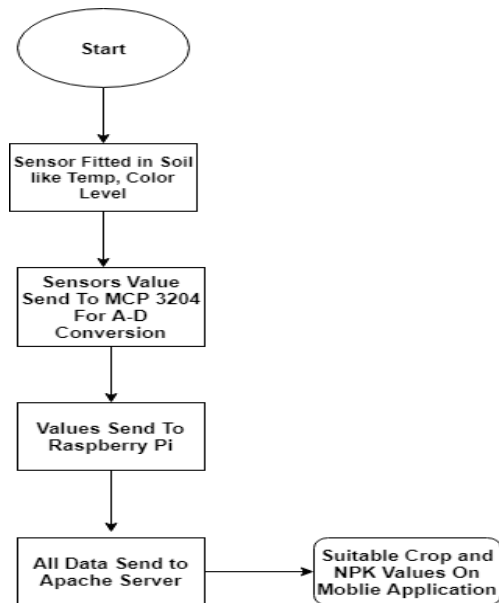 Start
Sensor Fitted in Soil
like Temp, Color
Level
Sensors Value
Send To MCP 3204
For A-D
Conversion
Values Send To
Raspberry Pi
All Data Send to
Apache Server
Suitable Crop and
NPK Values On
Moblie Application